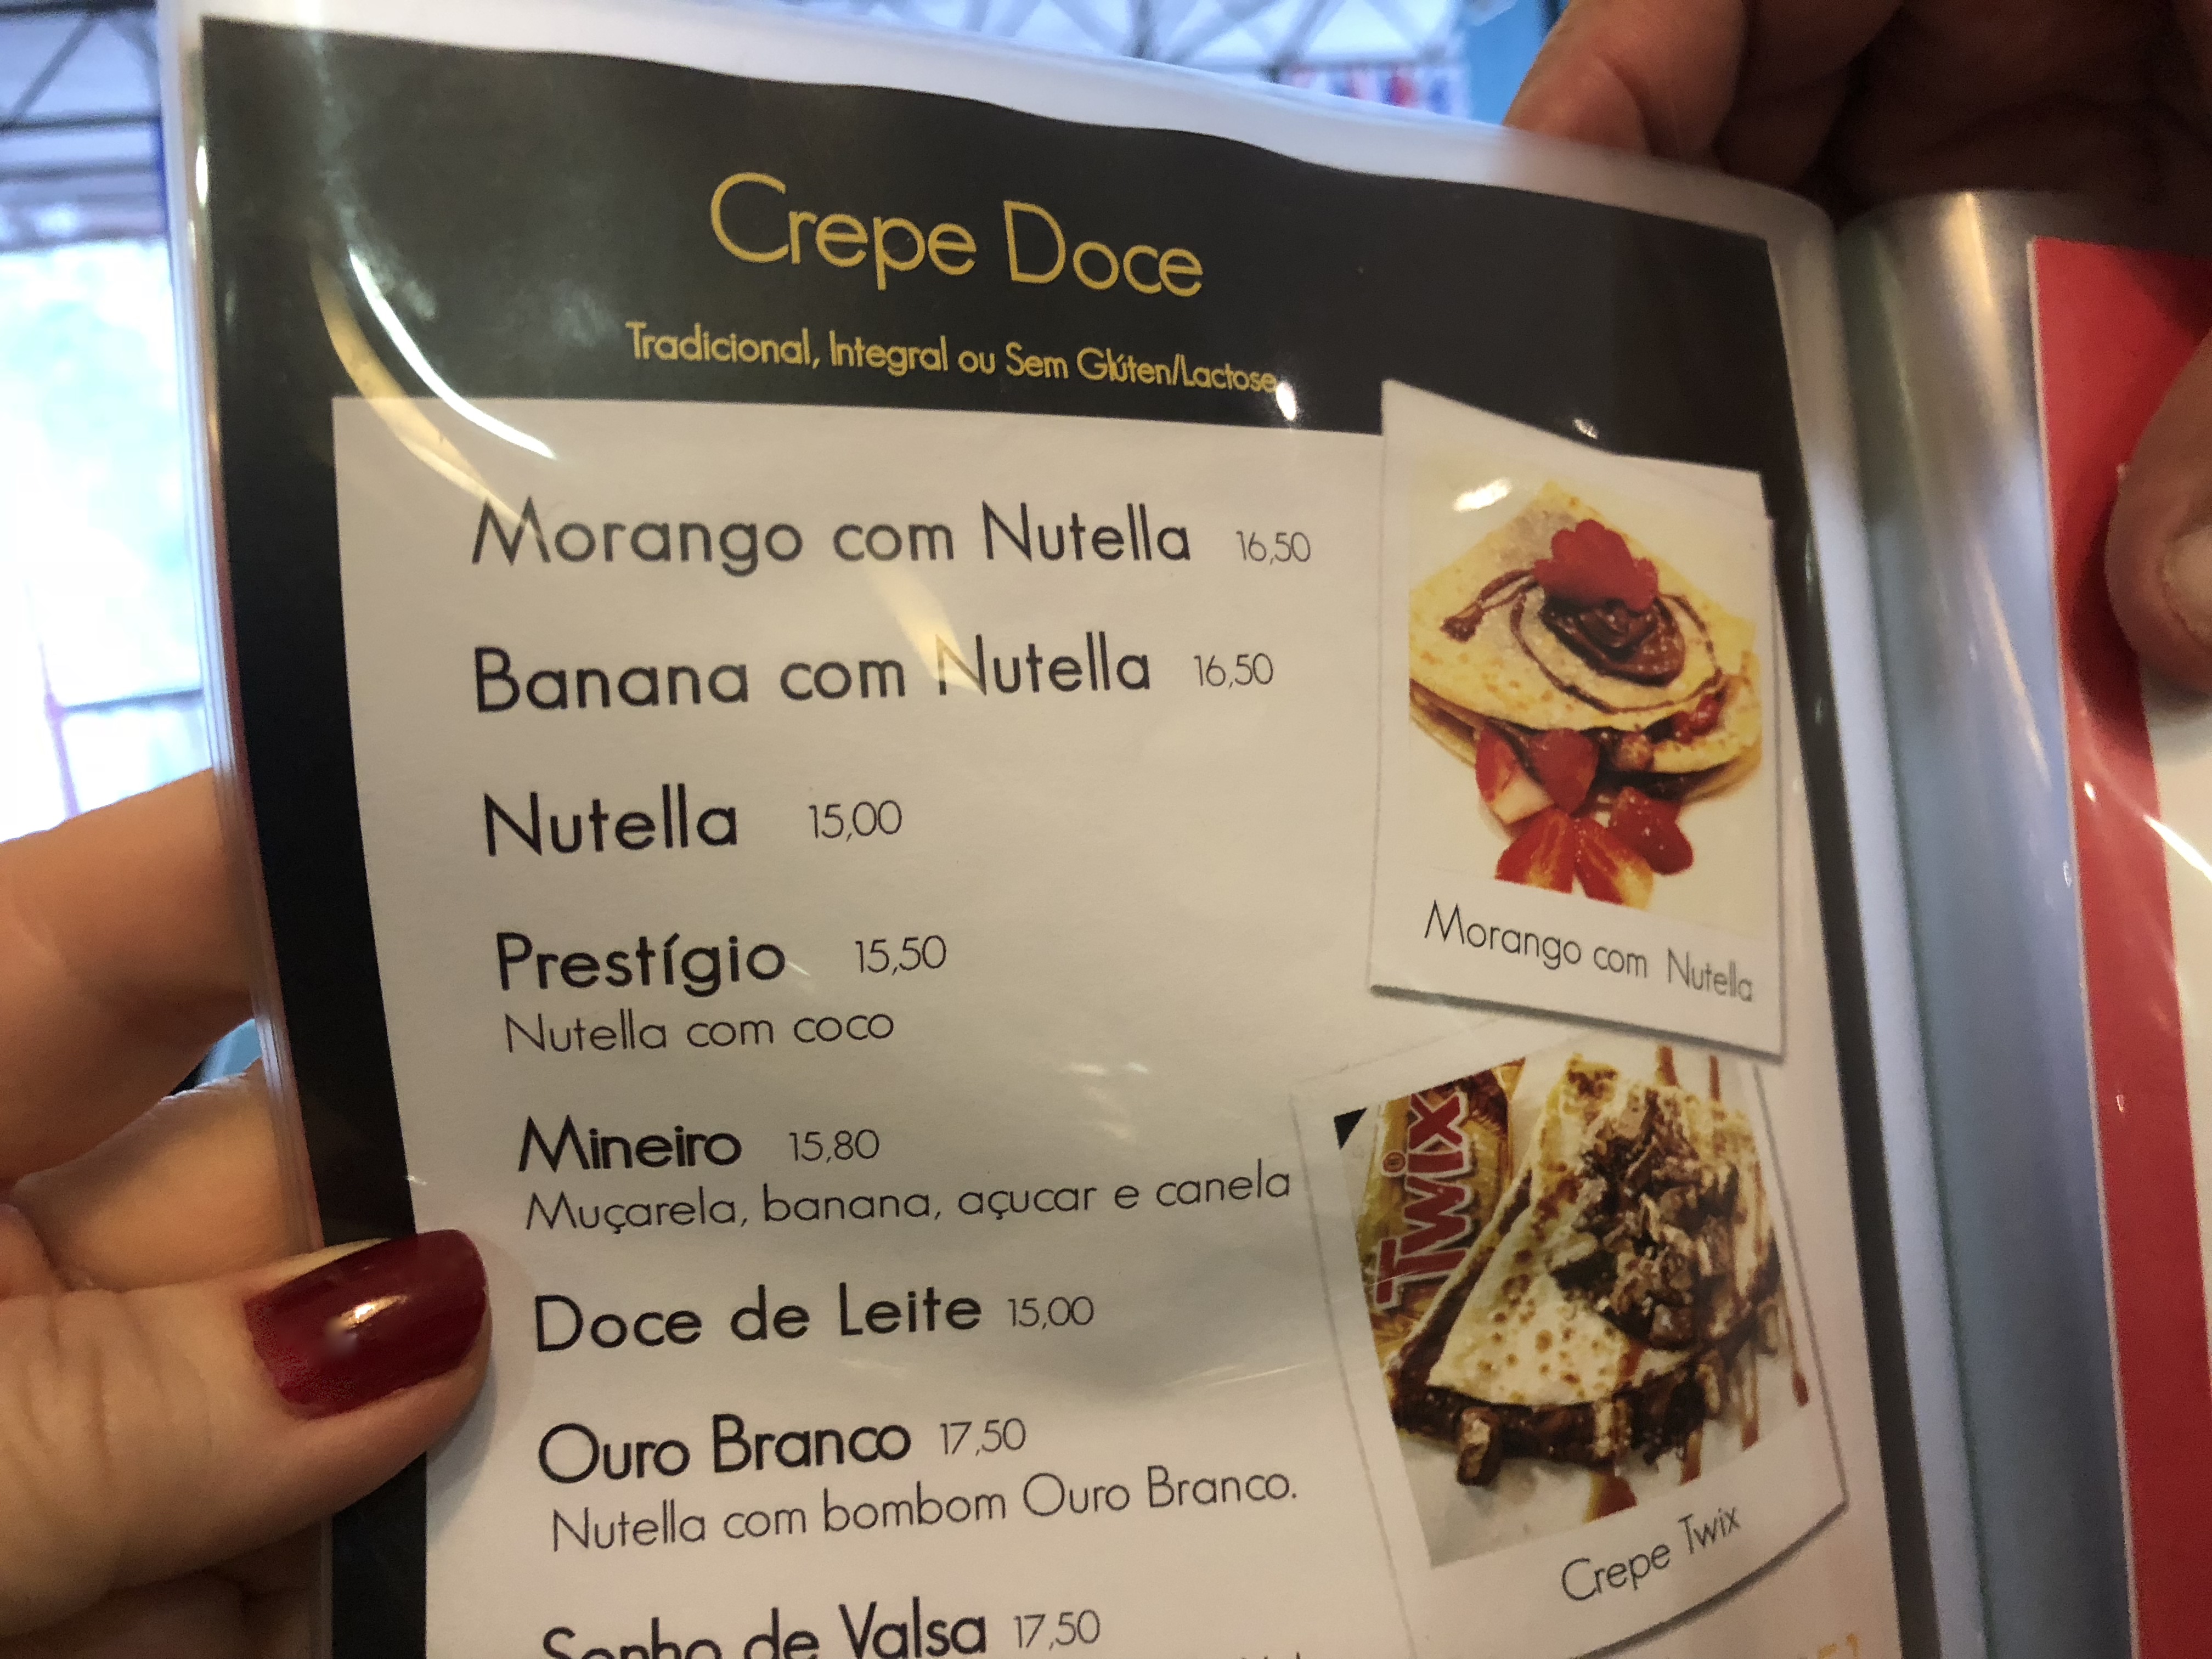 Crepe Doce
Tradicional, Integral ou Sem Glúten/Lactose
Morango com Nutella 16,50
Banana com Nutella 16,50
Nutella 15,00
Prestígio 15,50
Nutella com coco
Mineiro 15,80
Muçarela, banana, açucar e canela
Doce de Leite 15,00
Ouro Branco 17,50
Nutella com bombom Ouro Branco.
Sonho de Valsa 17,50
Morango com Nutella
Twix
Crepe Twix